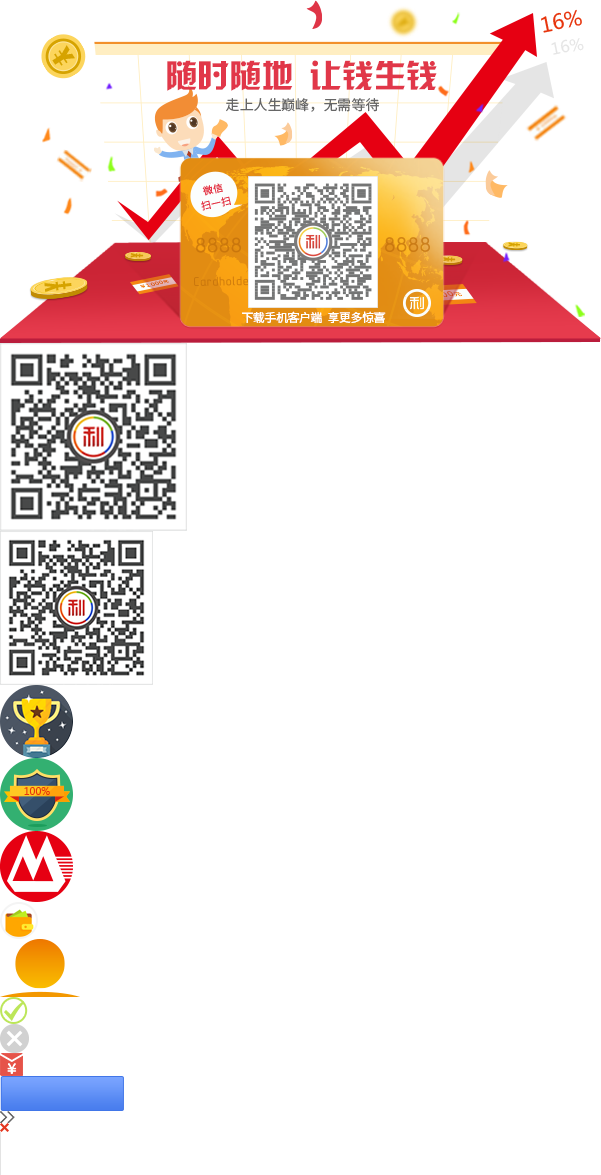 16%
16%
随时随地 让钱生钱
走上人生巅峰，无需等待
微信
扫一扫
利
8888 8888
Cardholde
利
下载手机客户端 享更多惊喜
利
利
100%